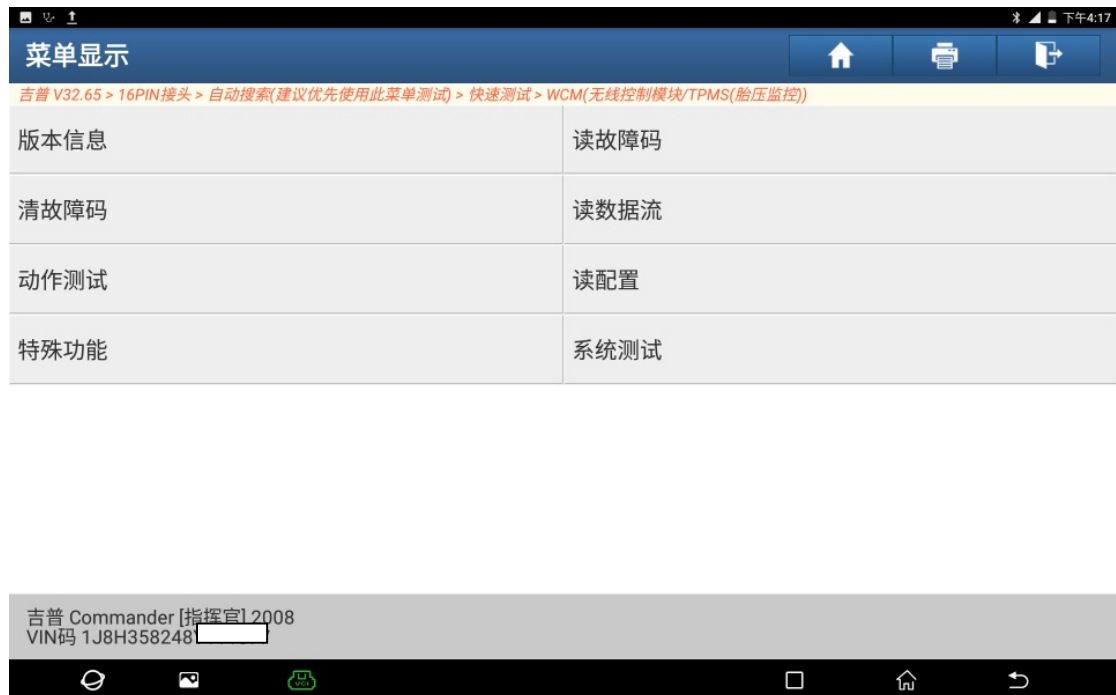 下午4:17
菜单显示
吉普 V32.65 > 16PIN接头 > 自动搜索(建议优先使用此菜单测试) > 快速测试 > WCM(无线控制模块/TPMS(胎压监控))
版本信息
读故障码
清故障码
读数据流
动作测试
读配置
特殊功能
系统测试
吉普 Commander [指挥官] 2008
VIN码 1J8H358248
VCI